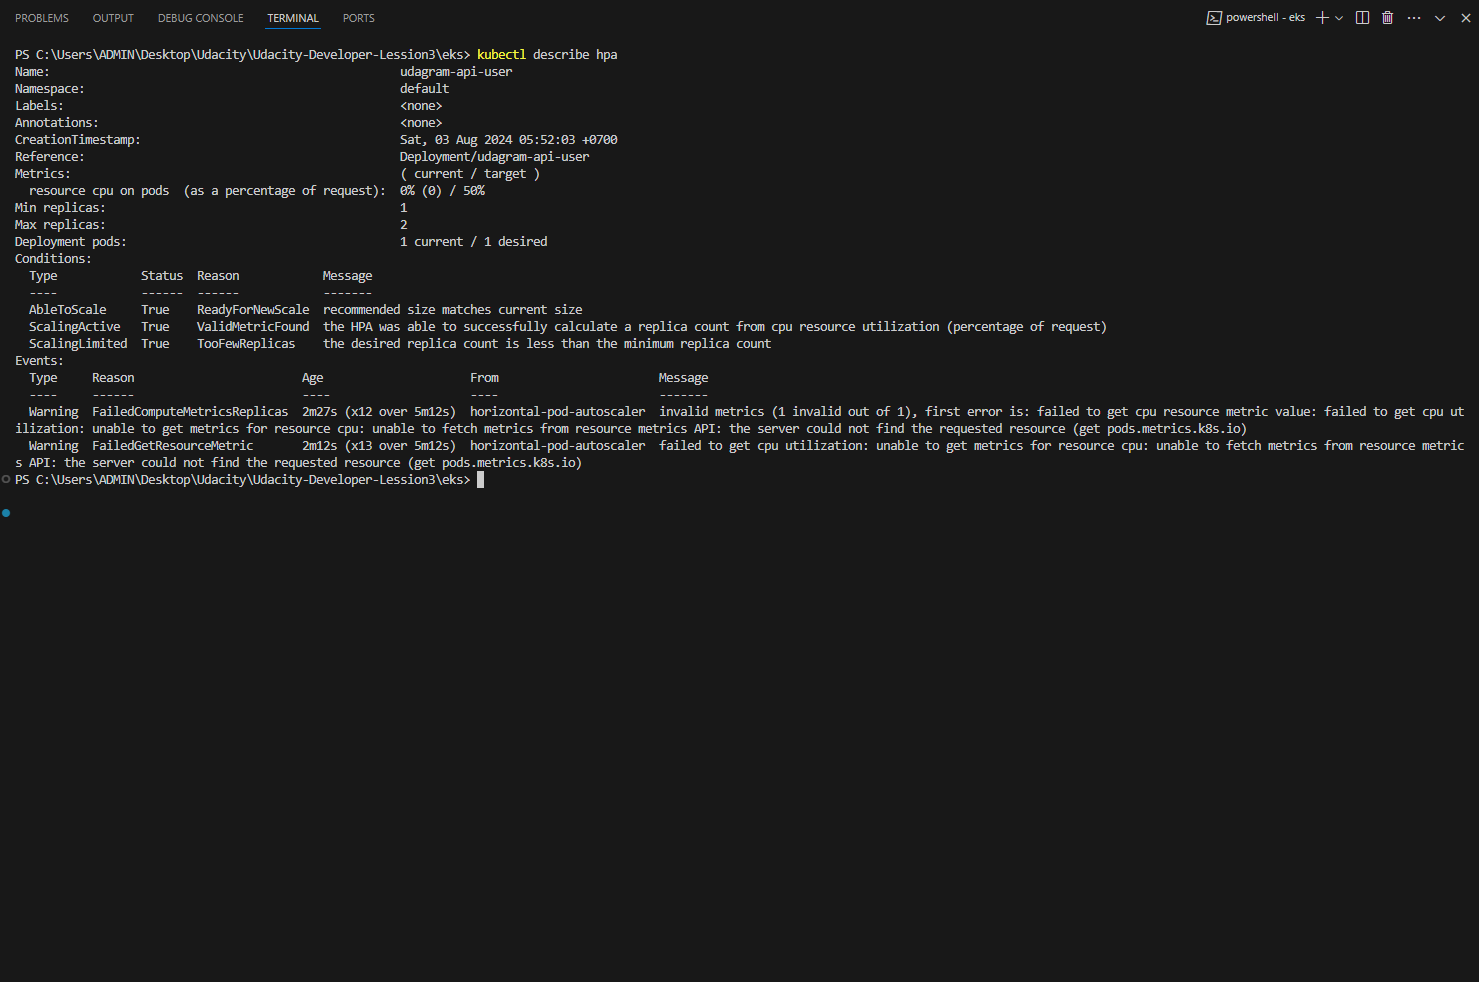 PROBLEMS OUTPUT DEBUG CONSOLE TERMINAL PORTS powershell - eks
PS C:\Users\ADMIN\Desktop\Udacity\Udacity-Developer-Lession3\eks> kubectl describe hpa
Name: udagram-api-user
Namespace: default
Labels: <none>
Annotations: <none>
CreationTimestamp: Sat, 03 Aug 2024 05:52:03 +0700
Reference: Deployment/udagram-api-user
Metrics: ( current / target )
resource cpu on pods (as a percentage of request): 0% (0) / 50%
Min replicas: 1
Max replicas: 2
Deployment pods: 1 current / 1 desired
Conditions:
Type Status Reason Message
---- ------ ------ -------
AbleToScale True ReadyForNewScale recommended size matches current size
ScalingActive True ValidMetricFound the HPA was able to successfully calculate a replica count from cpu resource utilization (percentage of request)
ScalingLimited True TooFewReplicas the desired replica count is less than the minimum replica count
Events:
Type Reason Age From Message
---- ------ ---- ---- -------
Warning FailedComputeMetricsReplicas 2m27s (x12 over 5m12s) horizontal-pod-autoscaler invalid metrics (1 invalid out of 1), first error is: failed to get cpu resource metric value: failed to get cpu ut
ilization: unable to get metrics for resource cpu: unable to fetch metrics from resource metrics API: the server could not find the requested resource (get pods.metrics.k8s.io)
Warning FailedGetResourceMetric 2m12s (x13 over 5m12s) horizontal-pod-autoscaler failed to get cpu utilization: unable to get metrics for resource cpu: unable to fetch metrics from resource metric
s API: the server could not find the requested resource (get pods.metrics.k8s.io)
PS C:\Users\ADMIN\Desktop\Udacity\Udacity-Developer-Lession3\eks>